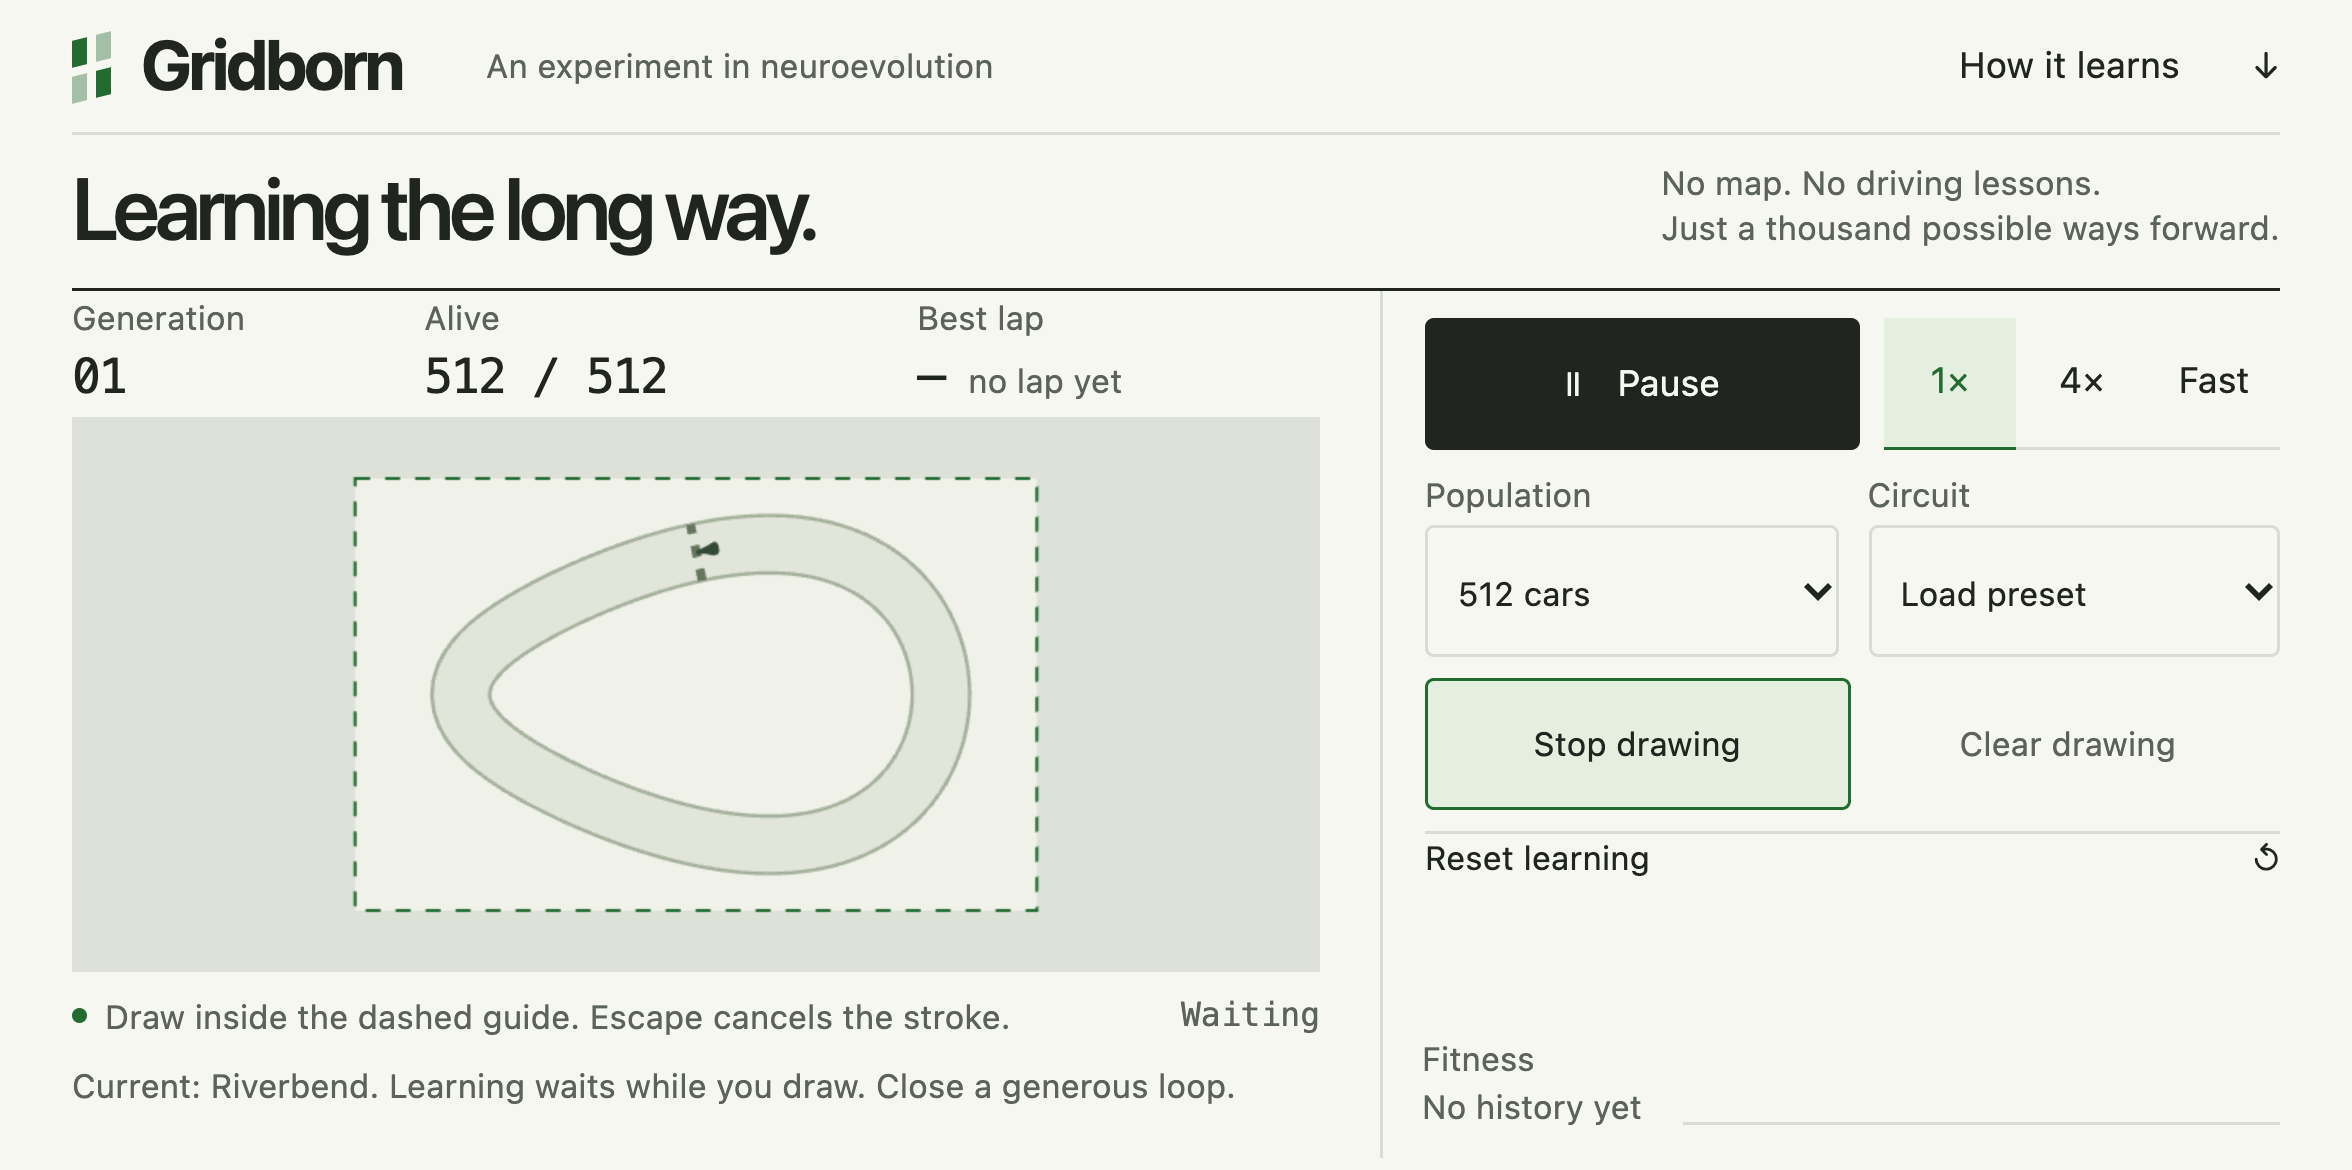 Gridborn
An experiment in neuroevolution
How it learns ↓
Learning the long way.
No map. No driving lessons.
Just a thousand possible ways forward.
Generation
01
Alive
512 / 512
Best lap
— no lap yet
Pause
1×
4×
Fast
Population
512 cars
Circuit
Load preset
Stop drawing
Clear drawing
Reset learning
Draw inside the dashed guide. Escape cancels the stroke.
Waiting
Current: Riverbend. Learning waits while you draw. Close a generous loop.
Fitness
No history yet